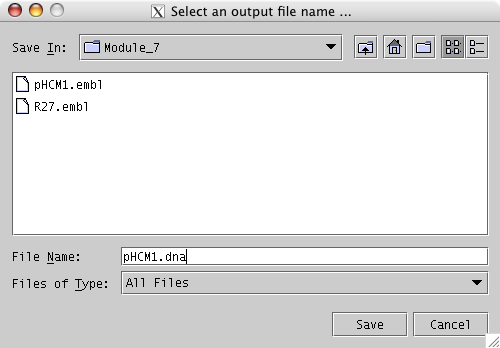 Select an output file name ...
Save In: Module_7
pHCM1.embl
R27.embl
File Name: pHCM1.dna
Files of Type: All Files
Save Cancel